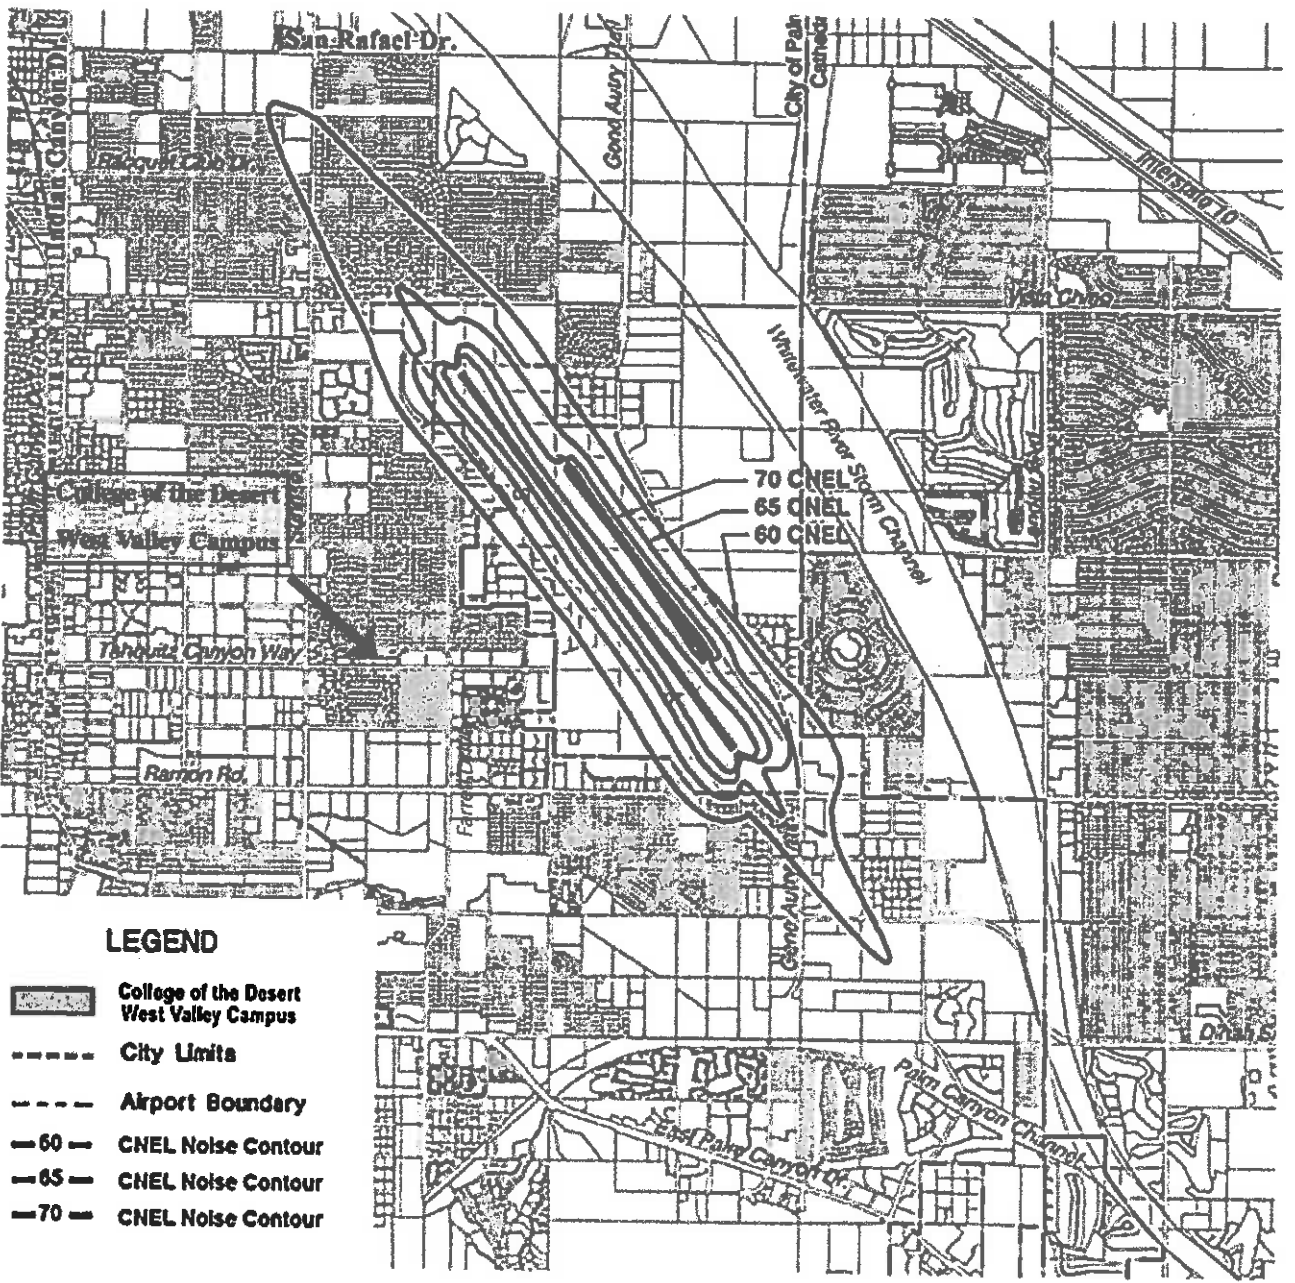 San Rafael Dr.
Indian Canyon Dr.
Racquet Club Dr.
Gene Autry Trail
City of Palm
Cathedral
Interstate 10
Vista Chino
Whitewater River Storm Channel
70 CNEL
65 CNEL
60 CNEL
College of the Desert
West Valley Campus
Tahquitz Canyon Way
Ramon Rd.
Farrell Drive
Gene Autry Trail
East Palm Canyon Dr.
Palm Canyon Channel
LEGEND
College of the Desert
West Valley Campus
City Limits
Airport Boundary
60 CNEL Noise Contour
65 CNEL Noise Contour
70 CNEL Noise Contour